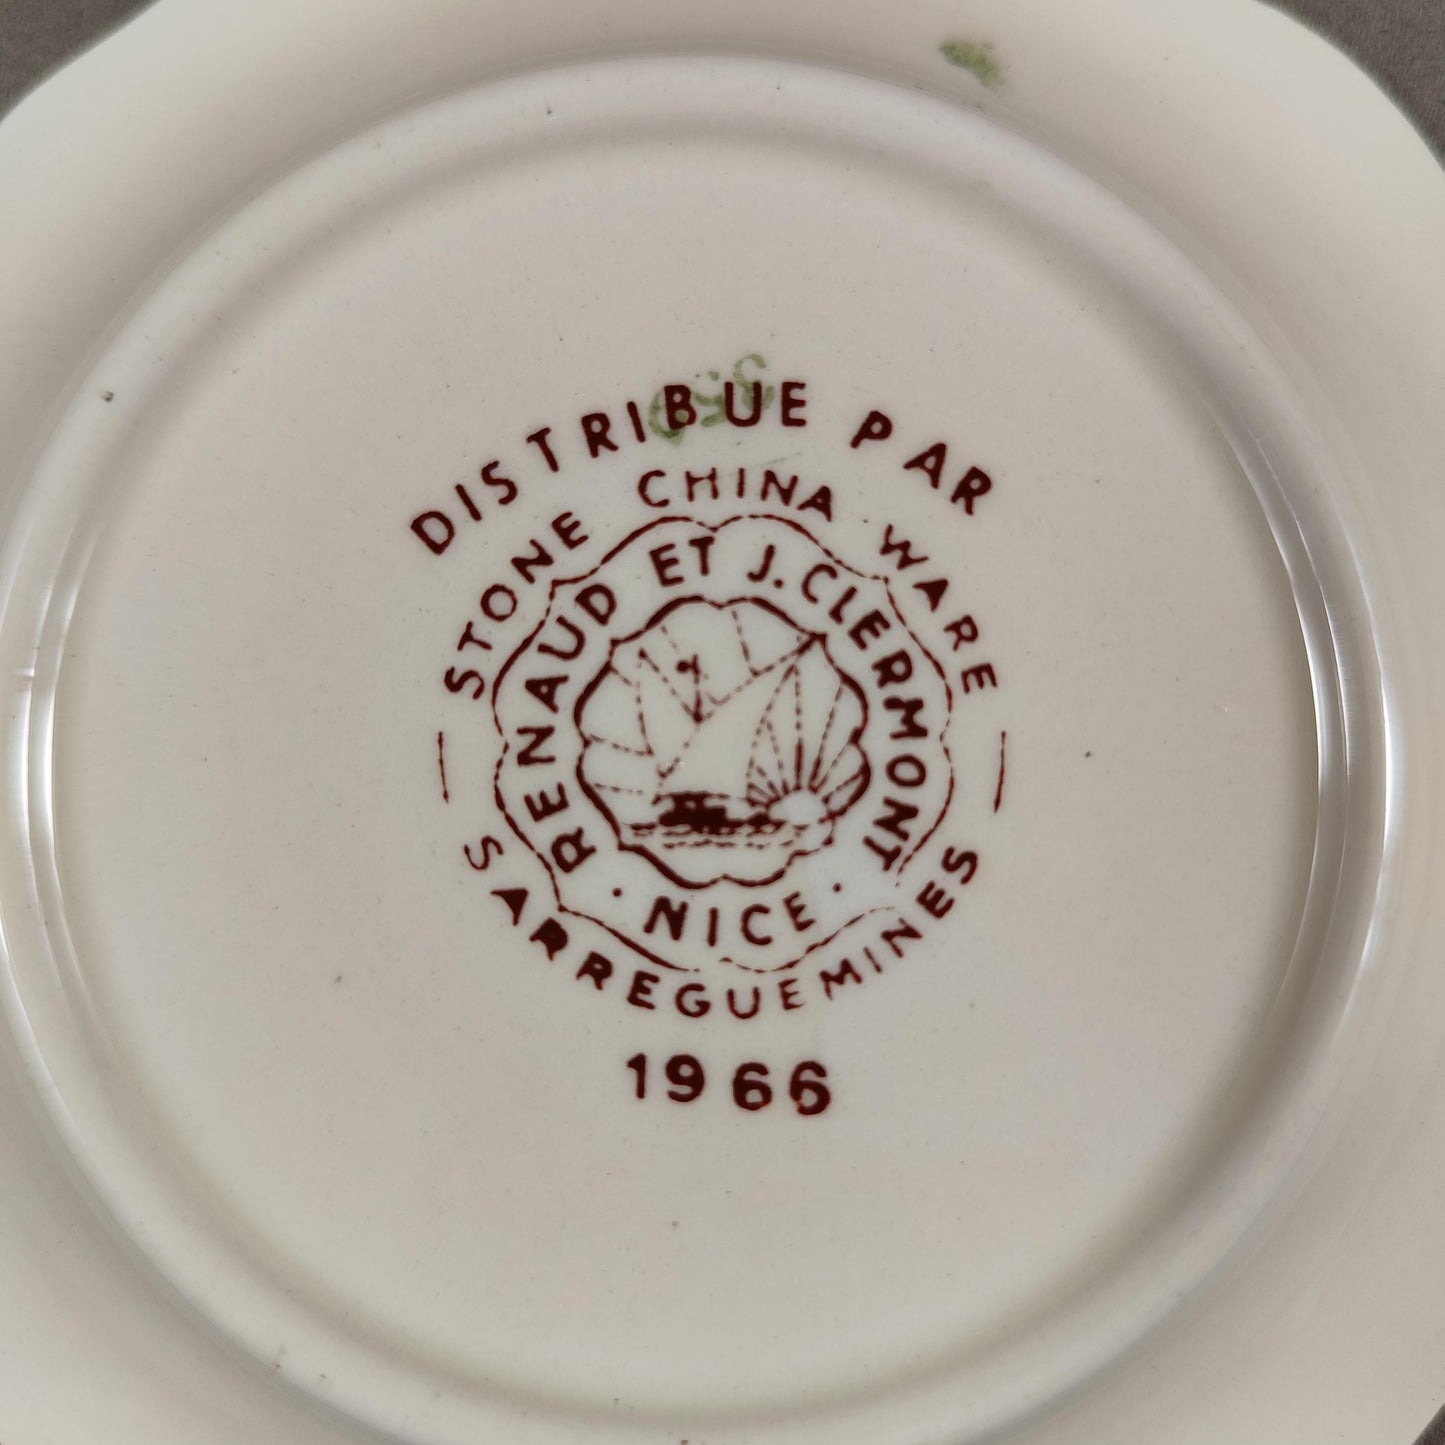 DISTRIBUE PAR
STONE CHINA WARE
RENAUD ET J. CLERMONT
· NICE ·
SARREGUEMINES
1966